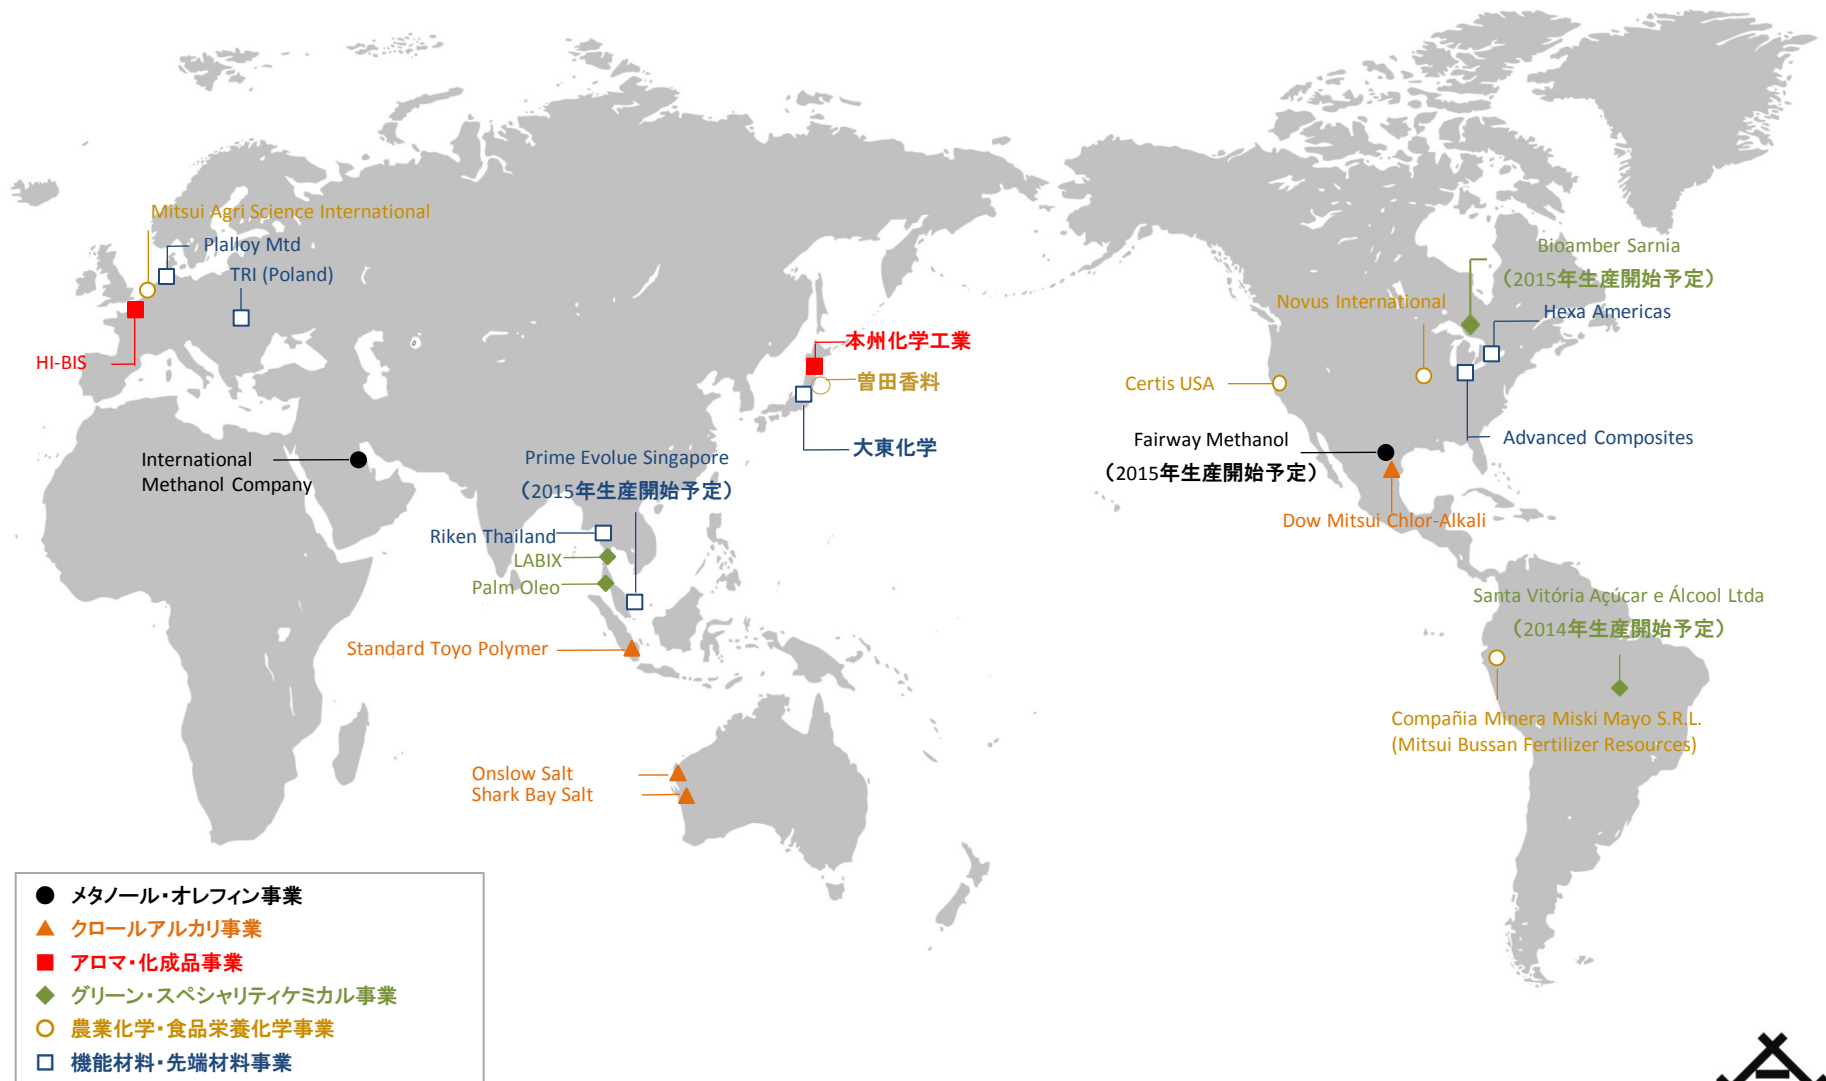 Mitsui Agri Science International
Plalloy Mtd
TRI (Poland)
HI-BIS
International
Methanol Company
本州化学工業
曽田香料
大東化学
Prime Evolue Singapore
（2015年生産開始予定）
Riken Thailand
LABIX
Palm Oleo
Standard Toyo Polymer
Onslow Salt
Shark Bay Salt
Bioamber Sarnia
（2015年生産開始予定）
Novus International
Hexa Americas
Certis USA
Fairway Methanol
（2015年生産開始予定）
Advanced Composites
Dow Mitsui Chlor-Alkali
Santa Vitória Açúcar e Álcool Ltda
（2014年生産開始予定）
Compañia Minera Miski Mayo S.R.L.
(Mitsui Bussan Fertilizer Resources)
メタノール・オレフィン事業
クロールアルカリ事業
アロマ・化成品事業
グリーン・スペシャリティケミカル事業
農業化学・食品栄養化学事業
機能材料・先端材料事業